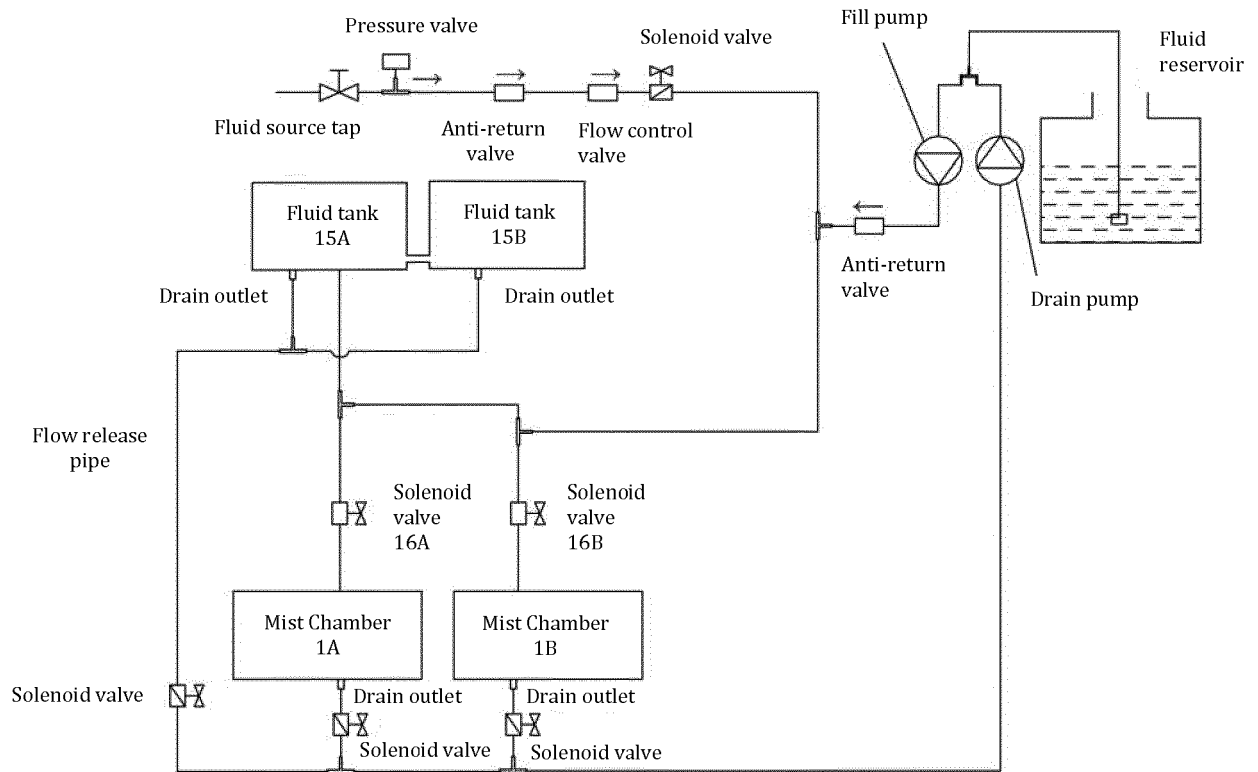 Fill pump
Pressure valve
Solenoid valve
Fluid
reservoir
Fluid source tap
Anti-return
valve
Flow control
valve
Fluid tank
15A
Fluid tank
15B
Anti-return
valve
Drain outlet
Drain outlet
Drain pump
Flow release
pipe
Solenoid
valve
16A
Solenoid
valve
16B
Mist Chamber
1A
Mist Chamber
1B
Solenoid valve
Drain outlet
Drain outlet
Solenoid valve
Solenoid valve